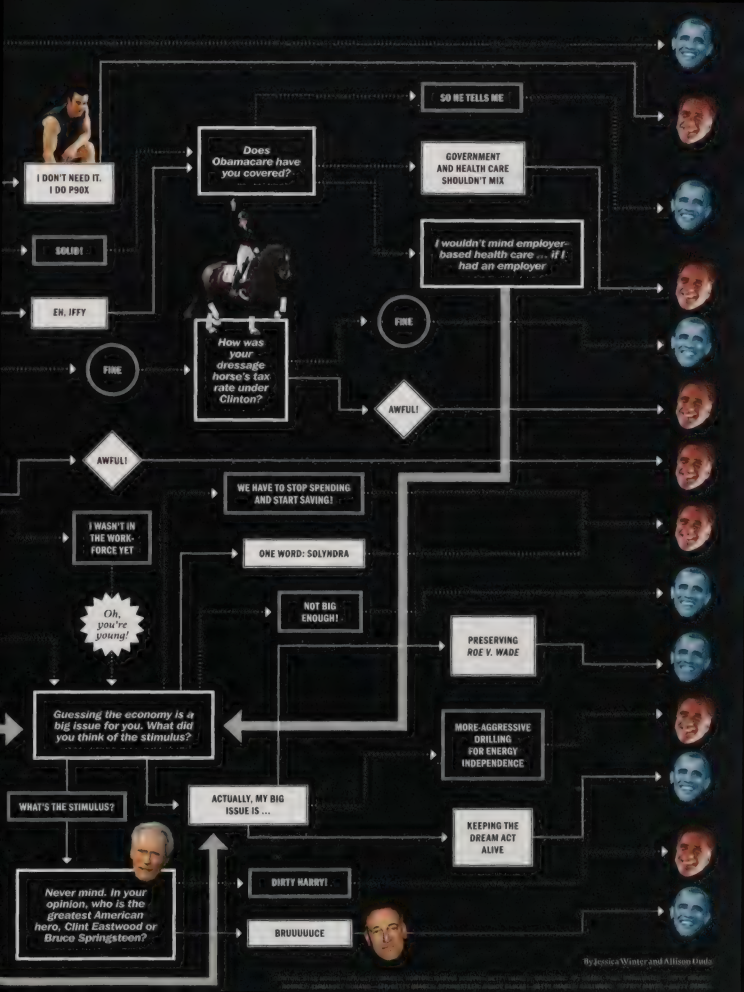 SO HE TELLS ME
Does
Obamacare have
you covered?
I DON'T NEED IT.
I DO P90X
GOVERNMENT
AND HEALTH CARE
SHOULDN'T MIX
SOLID!
I wouldn't mind employer-
based health care ... if I
had an employer
EH, IFFY
FINE
How was
your
dressage
horse's tax
rate under
Clinton?
FINE
AWFUL!
AWFUL!
WE HAVE TO STOP SPENDING
AND START SAVING!
I WASN'T IN
THE WORK-
FORCE YET
ONE WORD: SOLYNDRA
NOT BIG
ENOUGH!
Oh,
you're
young!
PRESERVING
ROE V. WADE
Guessing the economy is a
big issue for you. What did
you think of the stimulus?
MORE-AGGRESSIVE
DRILLING
FOR ENERGY
INDEPENDENCE
WHAT'S THE STIMULUS?
ACTUALLY, MY BIG
ISSUE IS ...
KEEPING THE
DREAM ACT
ALIVE
Never mind. In your
opinion, who is the
greatest American
hero, Clint Eastwood or
Bruce Springsteen?
DIRTY HARRY!
BRUUUUUCE
By Jessica Winter and Allison